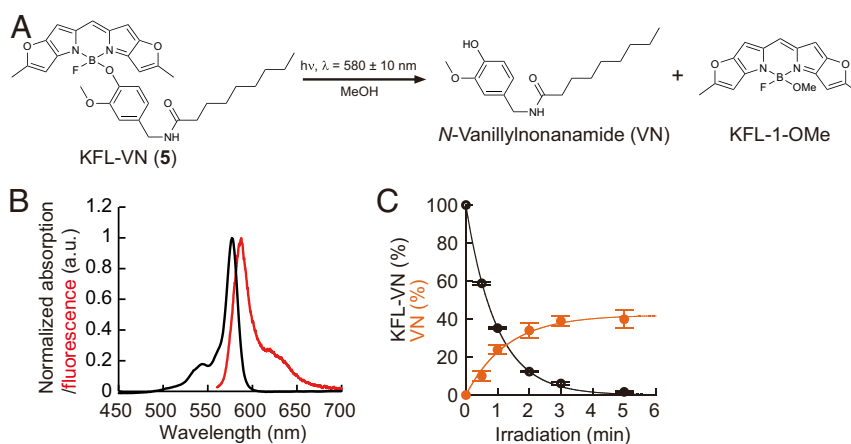 A
hν, λ = 580 ± 10 nm
MeOH
+
O
N
B
N
O
F
O
O
O
NH
KFL-VN (5)
HO
O
O
NH
N-Vanillylnonanamide (VN)
O
N
B
N
O
F
OMe
KFL-1-OMe
B
Normalized absorption
/fluorescence (a.u.)
1.2
1
0.8
0.6
0.4
0.2
0
450 500 550 600 650 700
Wavelength (nm)
C
KFL-VN (%)
VN (%)
100
80
60
40
20
0
0 1 2 3 4 5 6
Irradiation (min)